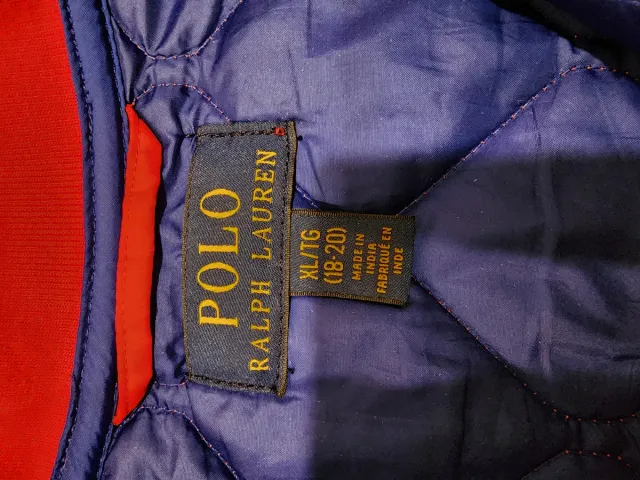 POLO
RALPH LAUREN
XL/TG
(18-20)
MADE IN
INDIA
FABRIQUÉ EN
INDE